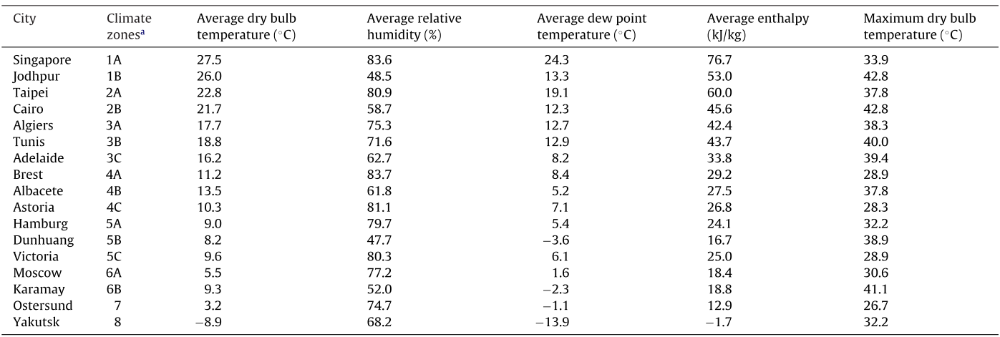 City Climate zonesa Average dry bulb temperature (°C) Average relative humidity (%) Average dew point temperature (°C) Average enthalpy (kJ/kg) Maximum dry bulb temperature (°C)
Singapore 1A 27.5 83.6 24.3 76.7 33.9
Jodhpur 1B 26.0 48.5 13.3 53.0 42.8
Taipei 2A 22.8 80.9 19.1 60.0 37.8
Cairo 2B 21.7 58.7 12.3 45.6 42.8
Algiers 3A 17.7 75.3 12.7 42.4 38.3
Tunis 3B 18.8 71.6 12.9 43.7 40.0
Adelaide 3C 16.2 62.7 8.2 33.8 39.4
Brest 4A 11.2 83.7 8.4 29.2 28.9
Albacete 4B 13.5 61.8 5.2 27.5 37.8
Astoria 4C 10.3 81.1 7.1 26.8 28.3
Hamburg 5A 9.0 79.7 5.4 24.1 32.2
Dunhuang 5B 8.2 47.7 −3.6 16.7 38.9
Victoria 5C 9.6 80.3 6.1 25.0 28.9
Moscow 6A 5.5 77.2 1.6 18.4 30.6
Karamay 6B 9.3 52.0 −2.3 18.8 41.1
Ostersund 7 3.2 74.7 −1.1 12.9 26.7
Yakutsk 8 −8.9 68.2 −13.9 −1.7 32.2